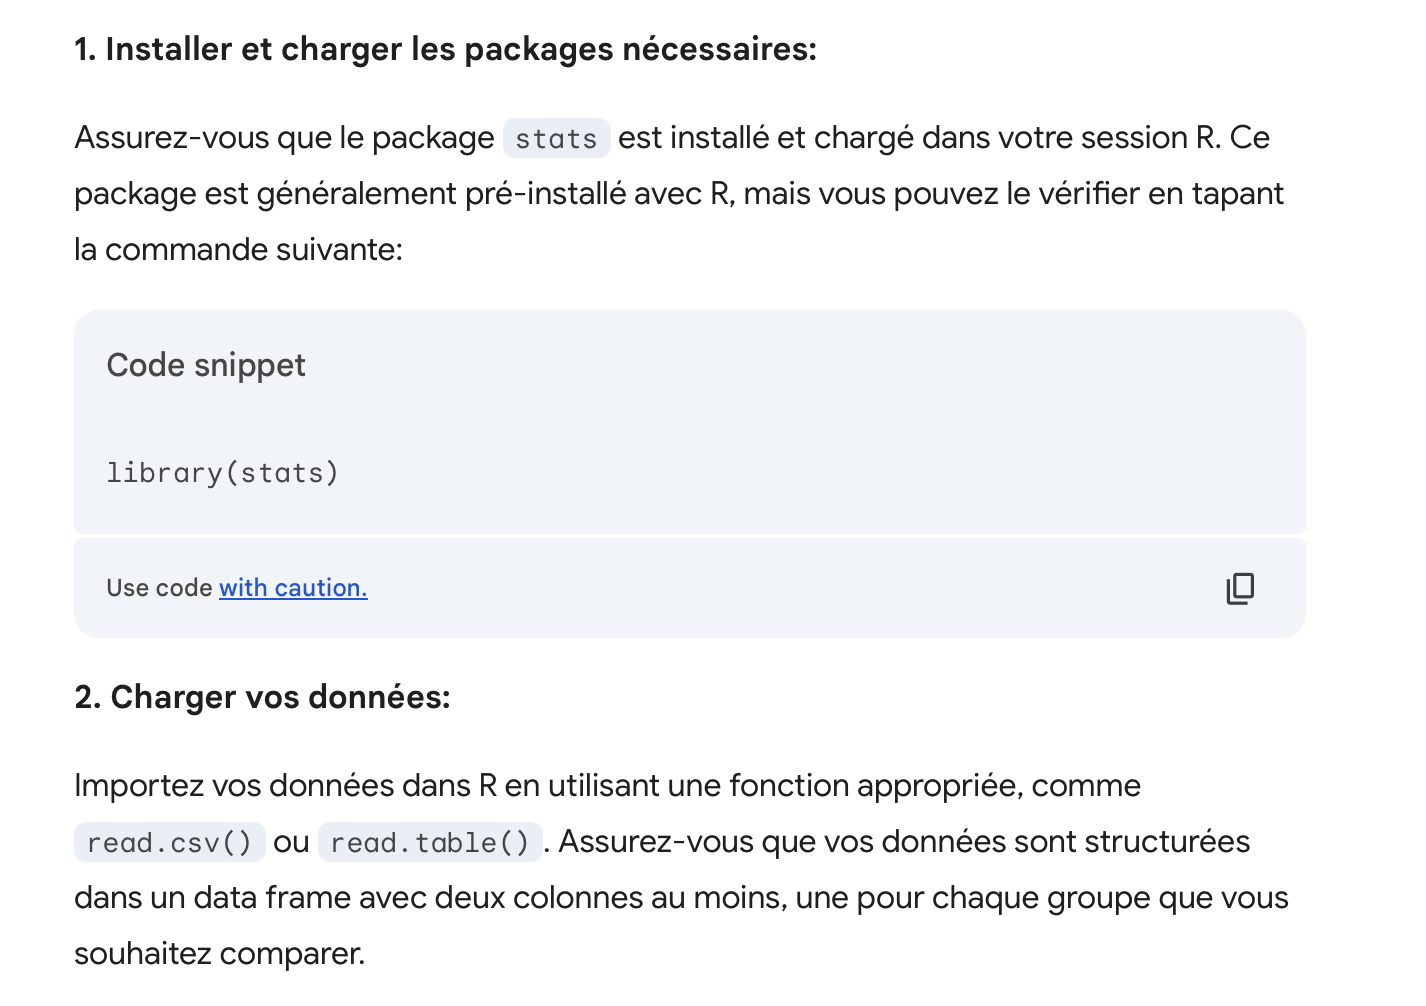 1. Installer et charger les packages nécessaires:
Assurez-vous que le package stats est installé et chargé dans votre session R. Ce
package est généralement pré-installé avec R, mais vous pouvez le vérifier en tapant
la commande suivante:
Code snippet
library(stats)
Use code with caution.
2. Charger vos données:
Importez vos données dans R en utilisant une fonction appropriée, comme
read.csv() ou read.table(). Assurez-vous que vos données sont structurées
dans un data frame avec deux colonnes au moins, une pour chaque groupe que vous
souhaitez comparer.